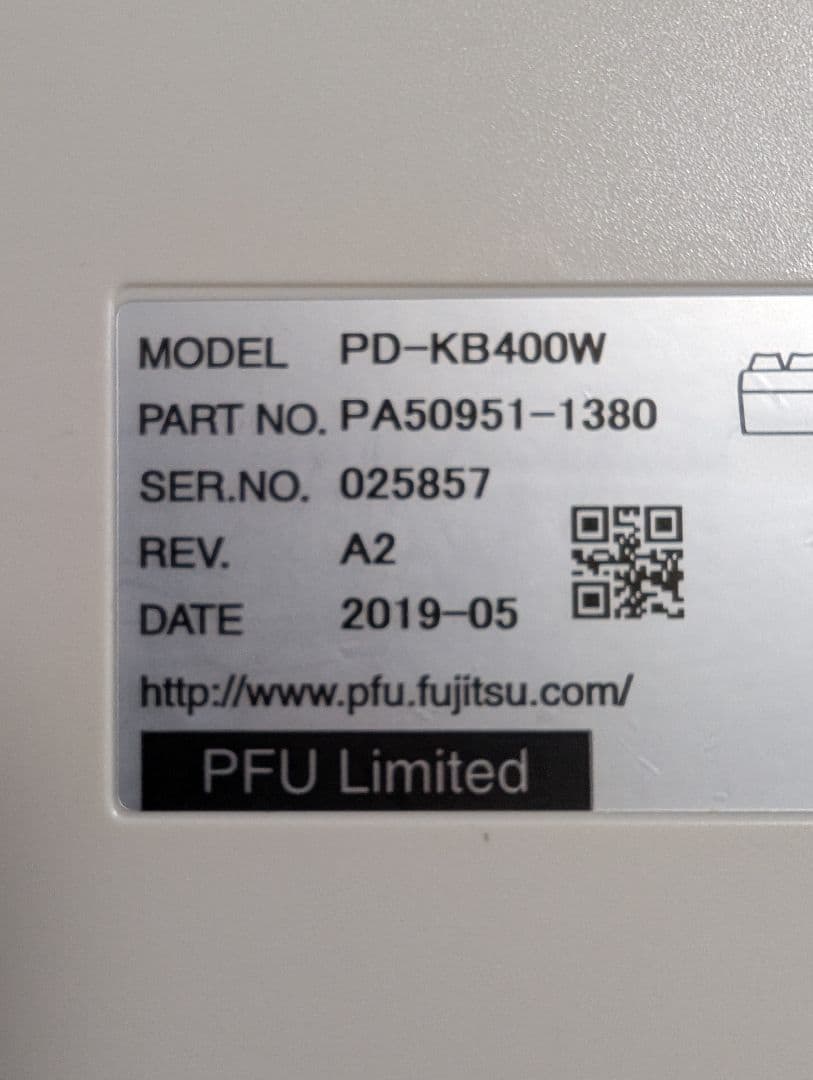 MODEL PD-KB400W
PART NO. PA50951-1380
SER.NO. 025857
REV. A2
DATE 2019-05
http://www.pfu.fujitsu.com/
PFU Limited